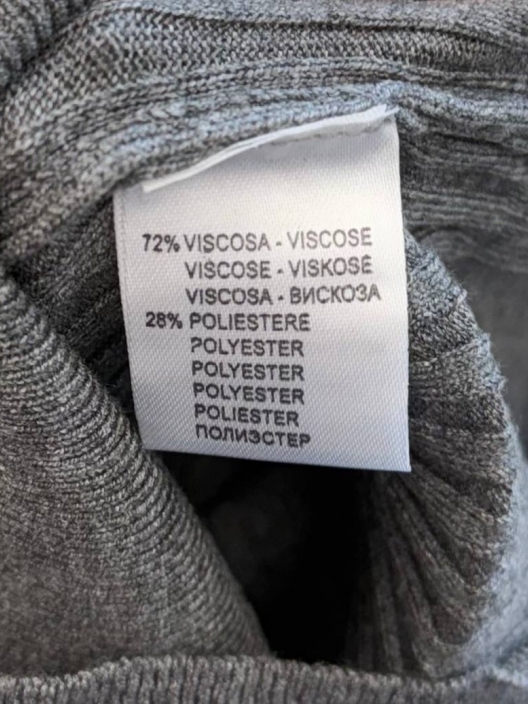 72% VISCOSA - VISCOSE
VISCOSE - VISKOSE
VISCOSA - ВИСКОЗА
28% POLIESTERE
POLYESTER
POLYESTER
POLYESTER
POLIESTER
ПОЛИЭСТЕР